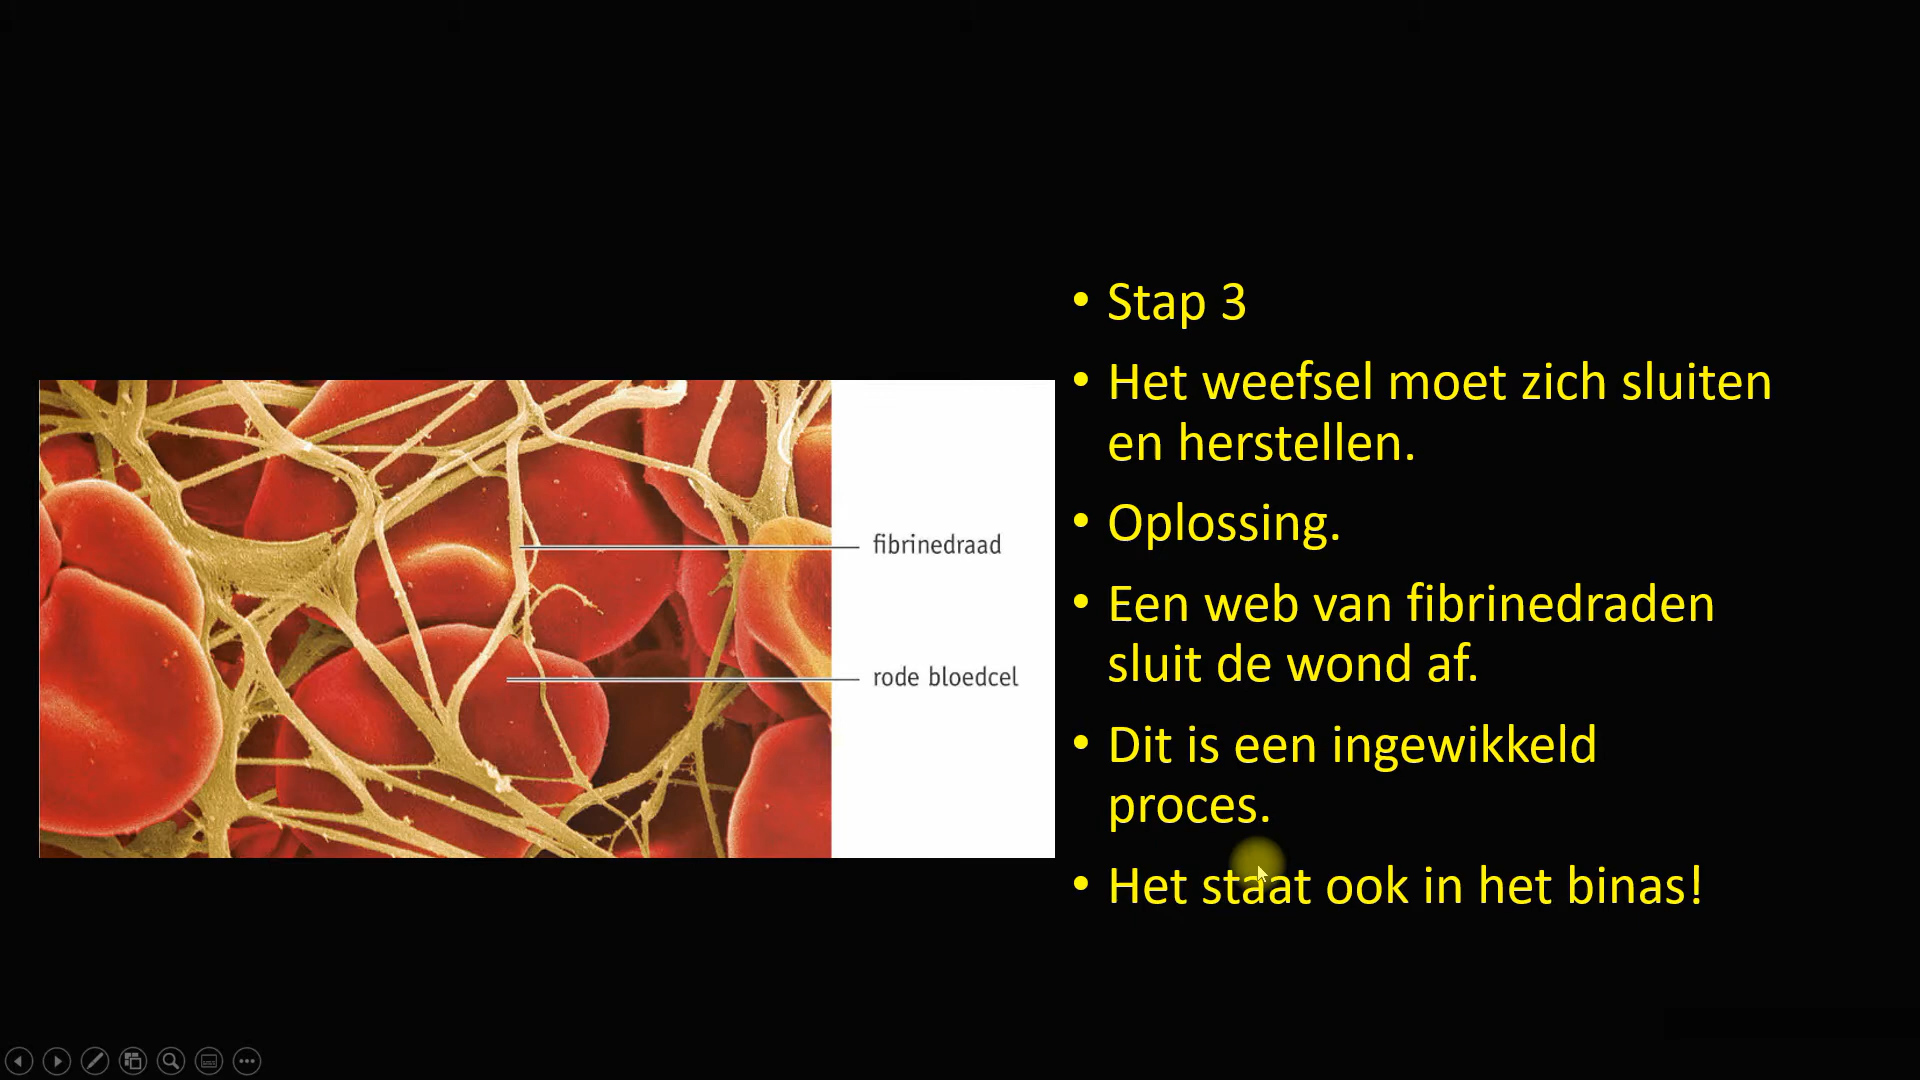 • Stap 3
• Het weefsel moet zich sluiten
en herstellen.
• Oplossing.
• Een web van fibrinedraden
sluit de wond af.
• Dit is een ingewikkeld
proces.
• Het staat ook in het binas!
fibrinedraad
rode bloedcel